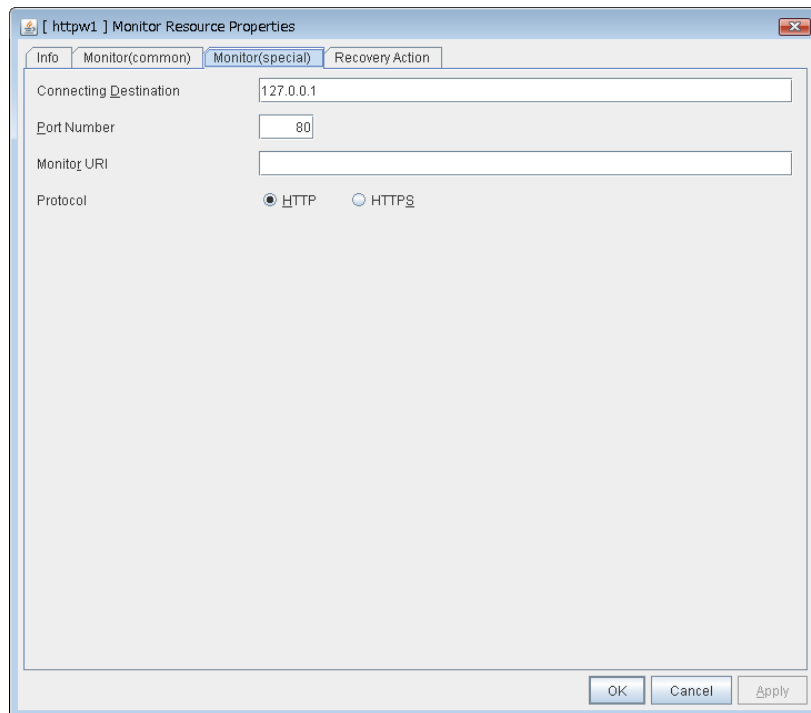 [ httpw1 ] Monitor Resource Properties
Info Monitor(common) Monitor(special) Recovery Action
Connecting Destination 127.0.0.1
Port Number 80
Monitor URI
Protocol HTTP HTTPS
OK Cancel Apply